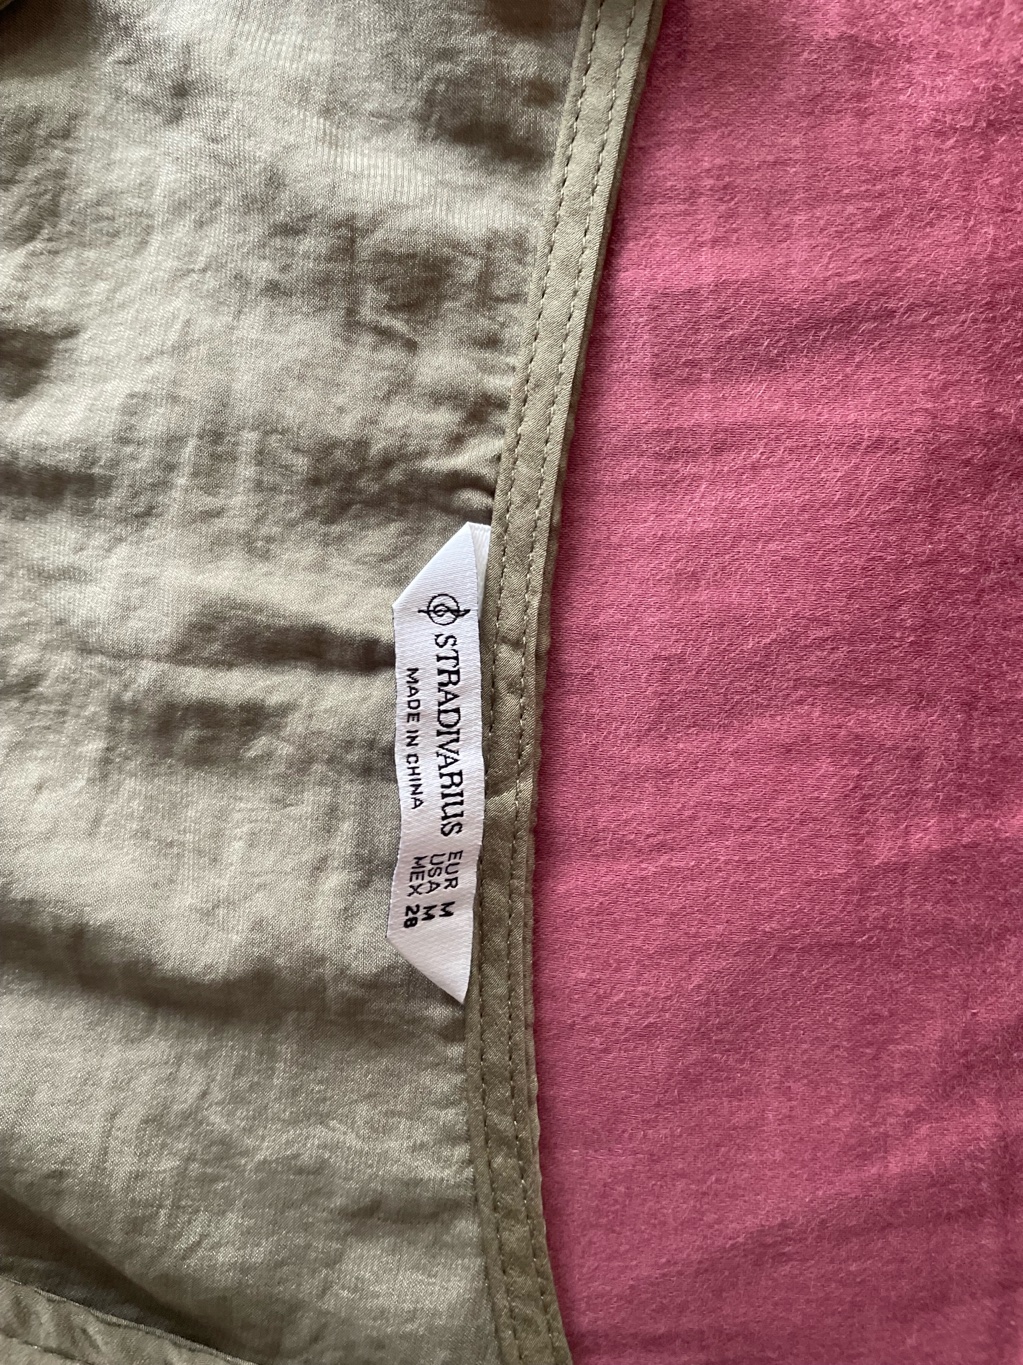 STRADIVARIUS
MADE IN CHINA
EUR M
USA M
MEX 28